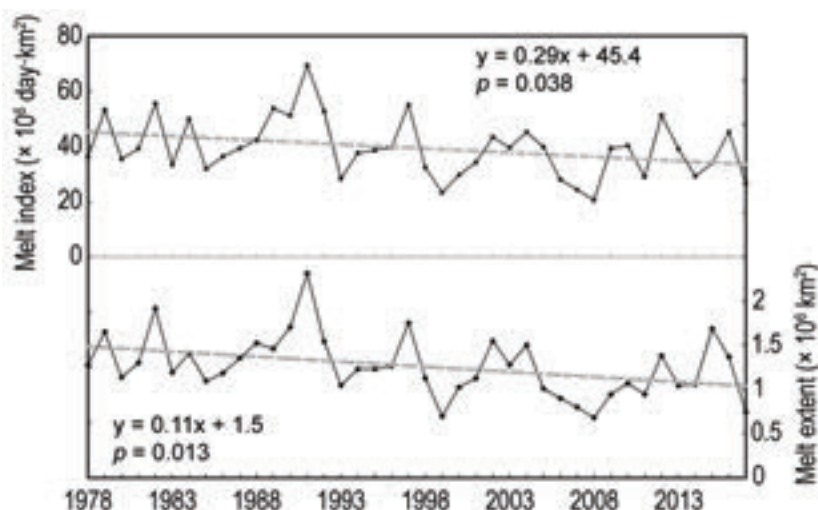 80
60
40
20
0
Melt index (× 10⁶ day·km²)
y = 0.29x + 45.4
p = 0.038
2
1.5
1
0.5
0
Melt extent (× 10⁶ km²)
y = 0.11x + 1.5
p = 0.013
1978 1983 1988 1993 1998 2003 2008 2013